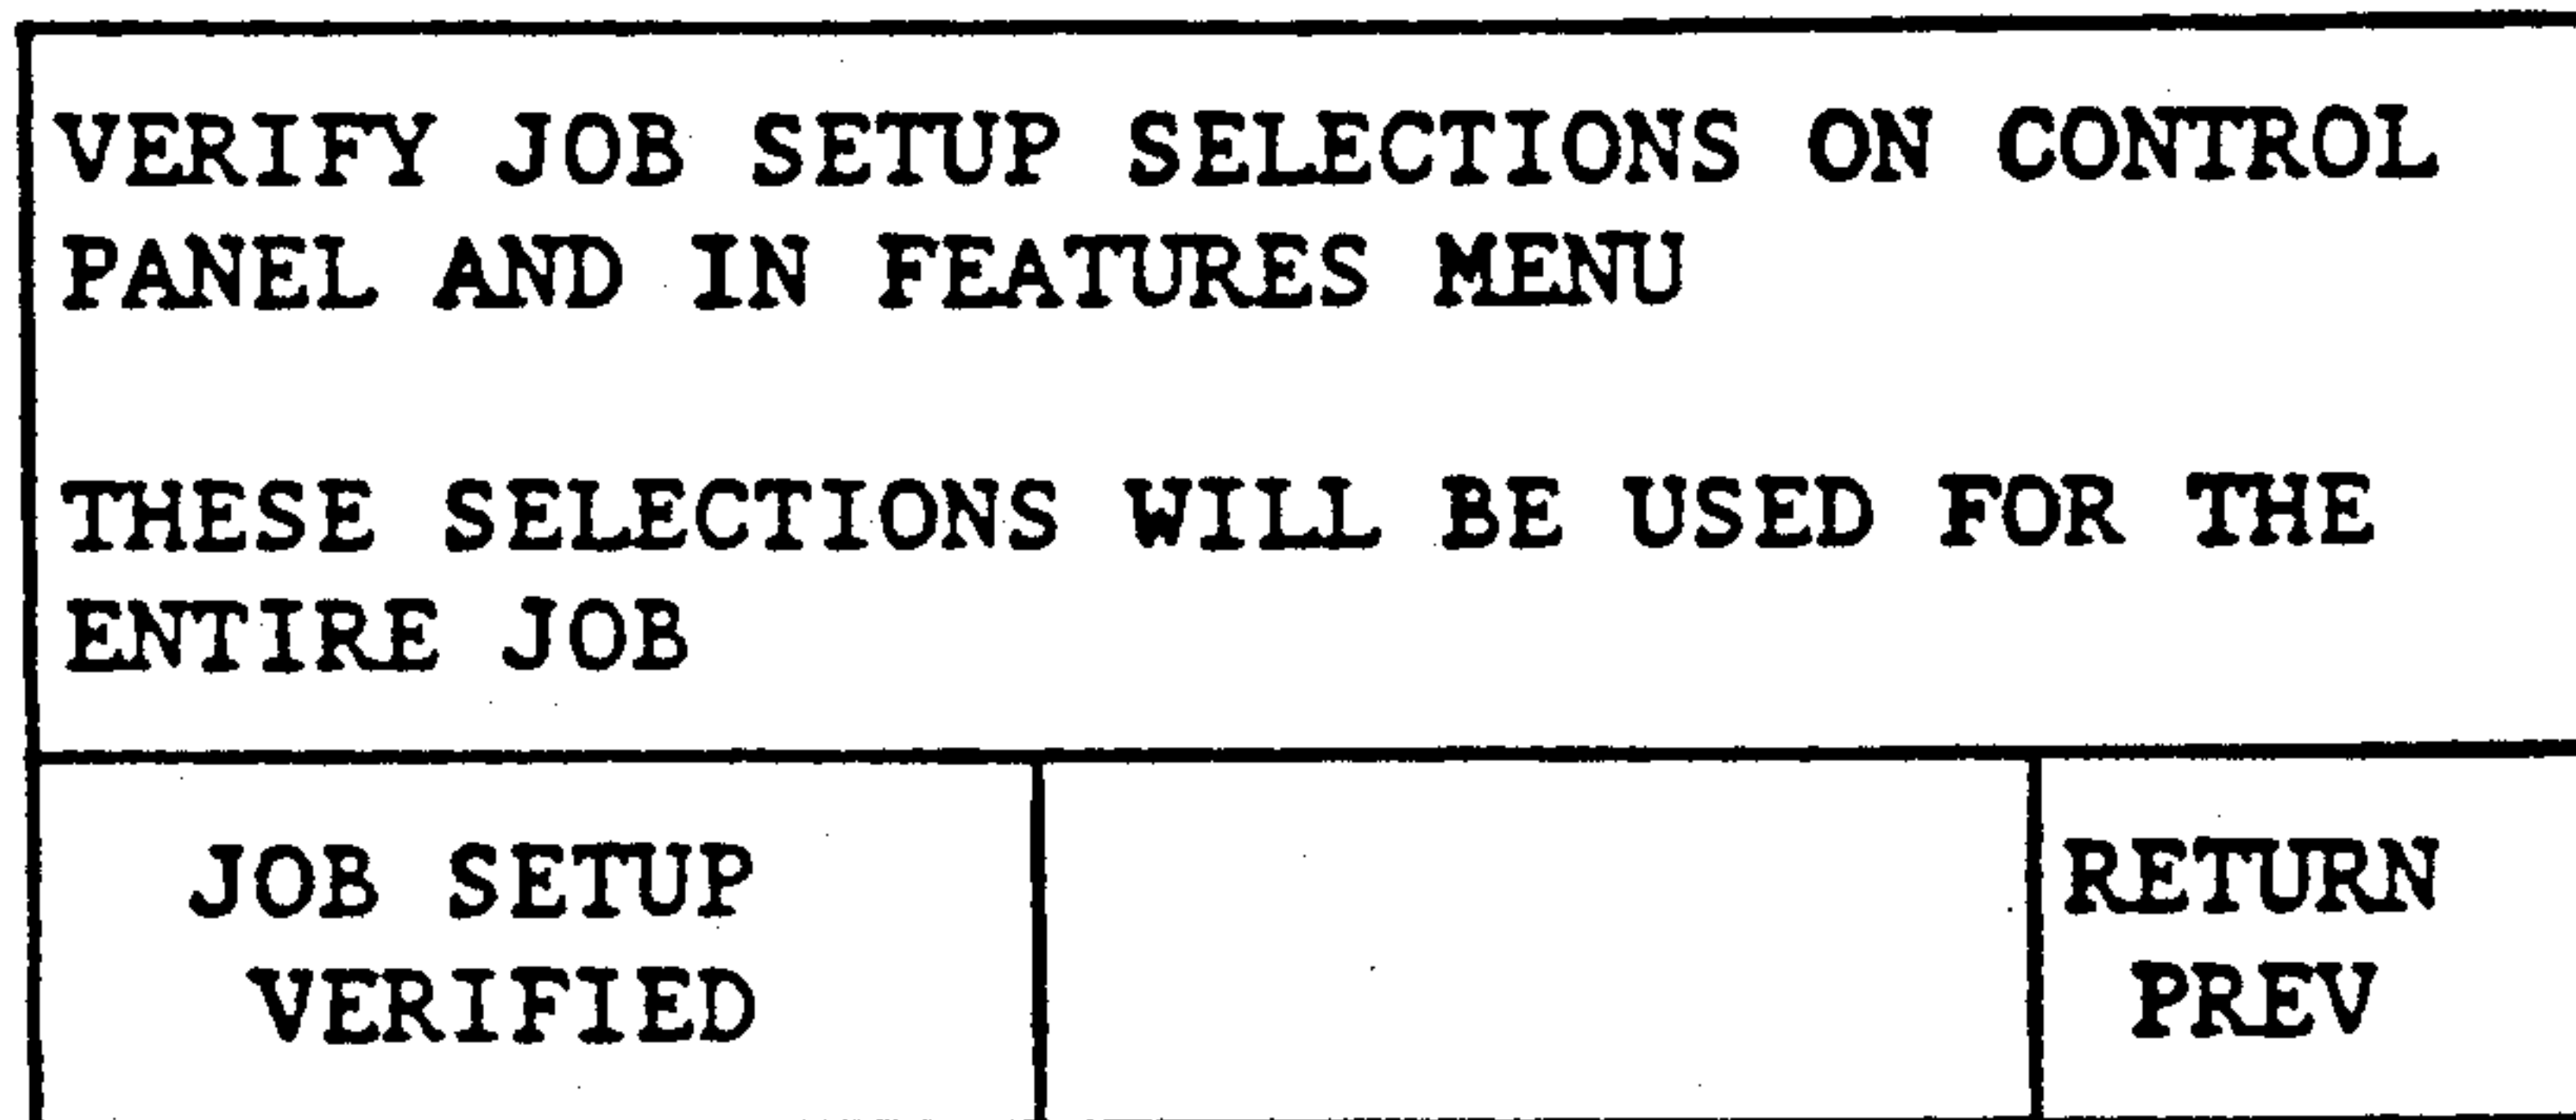 VERIFY JOB SETUP SELECTIONS ON CONTROL
PANEL AND IN FEATURES MENU
THESE SELECTIONS WILL BE USED FOR THE
ENTIRE JOB
JOB SETUP
VERIFIED
RETURN
PREV